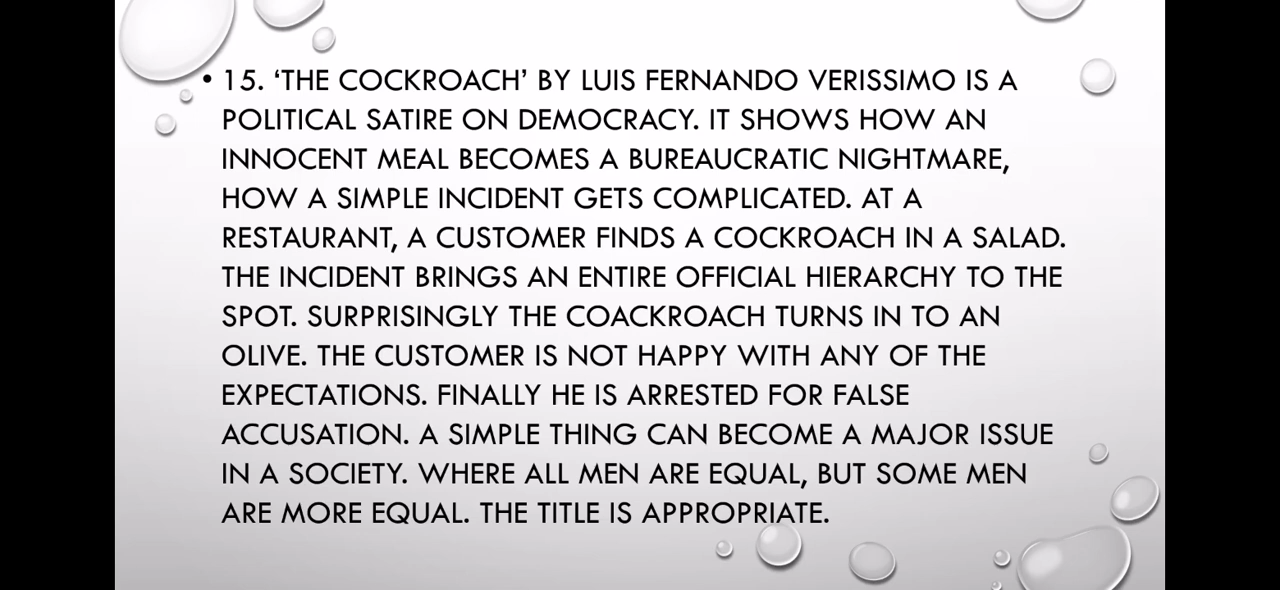 • 15. ‘THE COCKROACH’ BY LUIS FERNANDO VERISSIMO IS A
POLITICAL SATIRE ON DEMOCRACY. IT SHOWS HOW AN
INNOCENT MEAL BECOMES A BUREAUCRATIC NIGHTMARE,
HOW A SIMPLE INCIDENT GETS COMPLICATED. AT A
RESTAURANT, A CUSTOMER FINDS A COCKROACH IN A SALAD.
THE INCIDENT BRINGS AN ENTIRE OFFICIAL HIERARCHY TO THE
SPOT. SURPRISINGLY THE COACKROACH TURNS IN TO AN
OLIVE. THE CUSTOMER IS NOT HAPPY WITH ANY OF THE
EXPECTATIONS. FINALLY HE IS ARRESTED FOR FALSE
ACCUSATION. A SIMPLE THING CAN BECOME A MAJOR ISSUE
IN A SOCIETY. WHERE ALL MEN ARE EQUAL, BUT SOME MEN
ARE MORE EQUAL. THE TITLE IS APPROPRIATE.